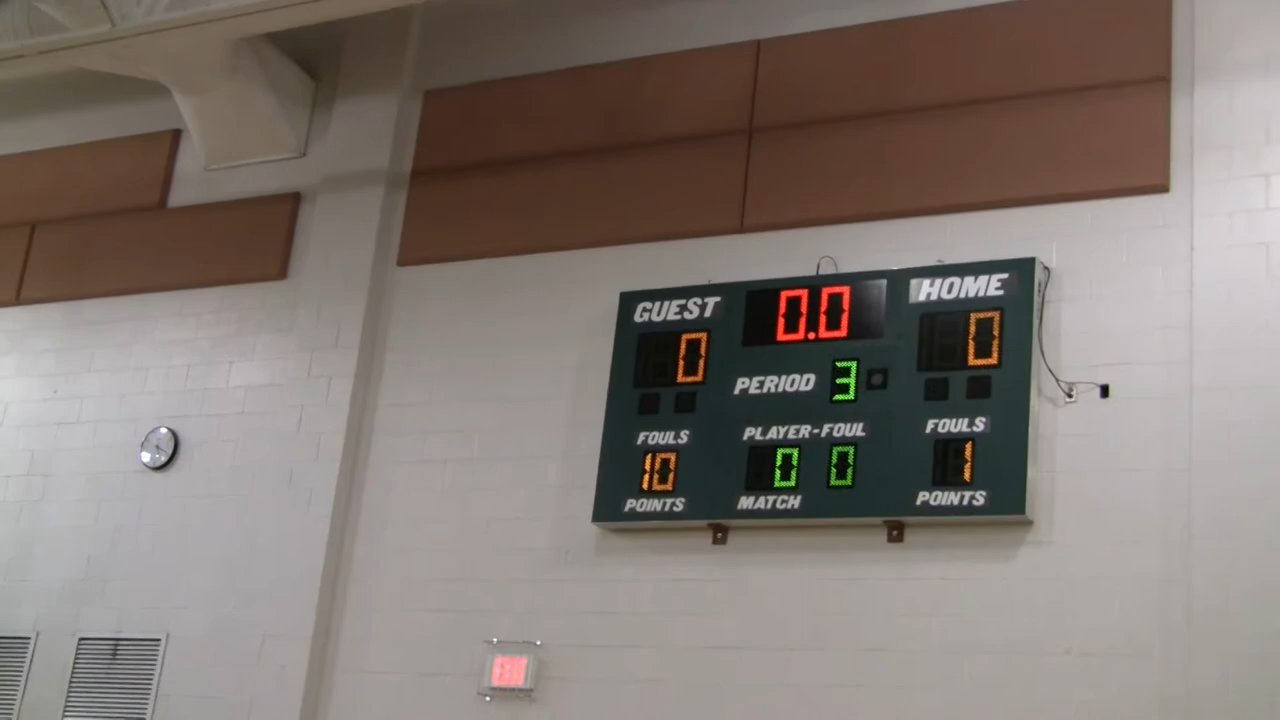 GUEST 0.0 HOME
0 0
PERIOD 3
FOULS PLAYER-FOUL FOULS
10 0 0 1
POINTS MATCH POINTS